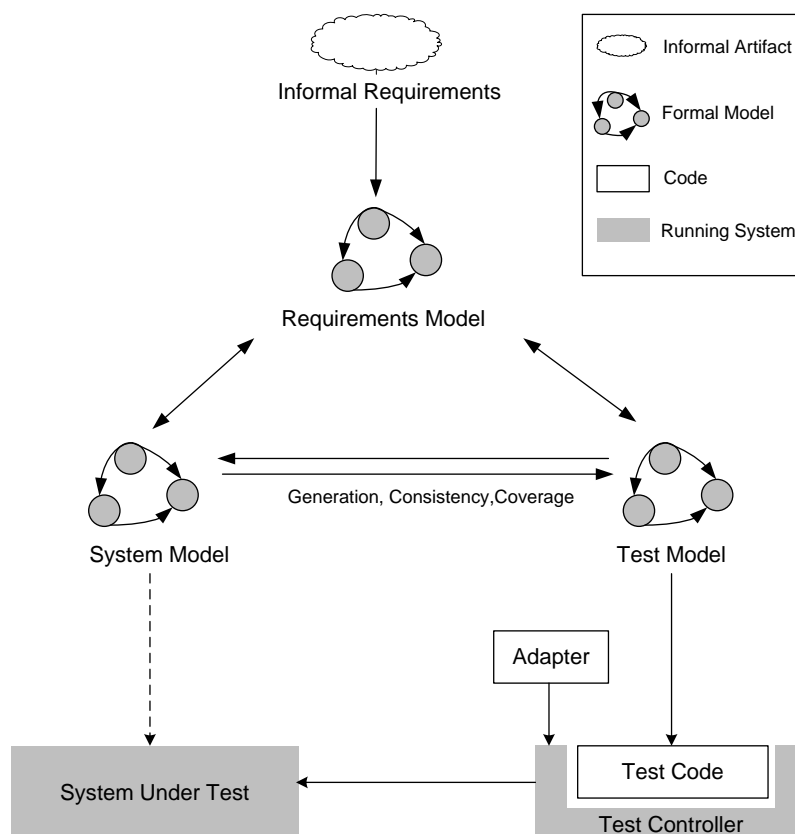 Informal Requirements
Informal Artifact
Formal Model
Code
Running System
Requirements Model
Generation, Consistency,Coverage
System Model
Test Model
Adapter
System Under Test
Test Code
Test Controller